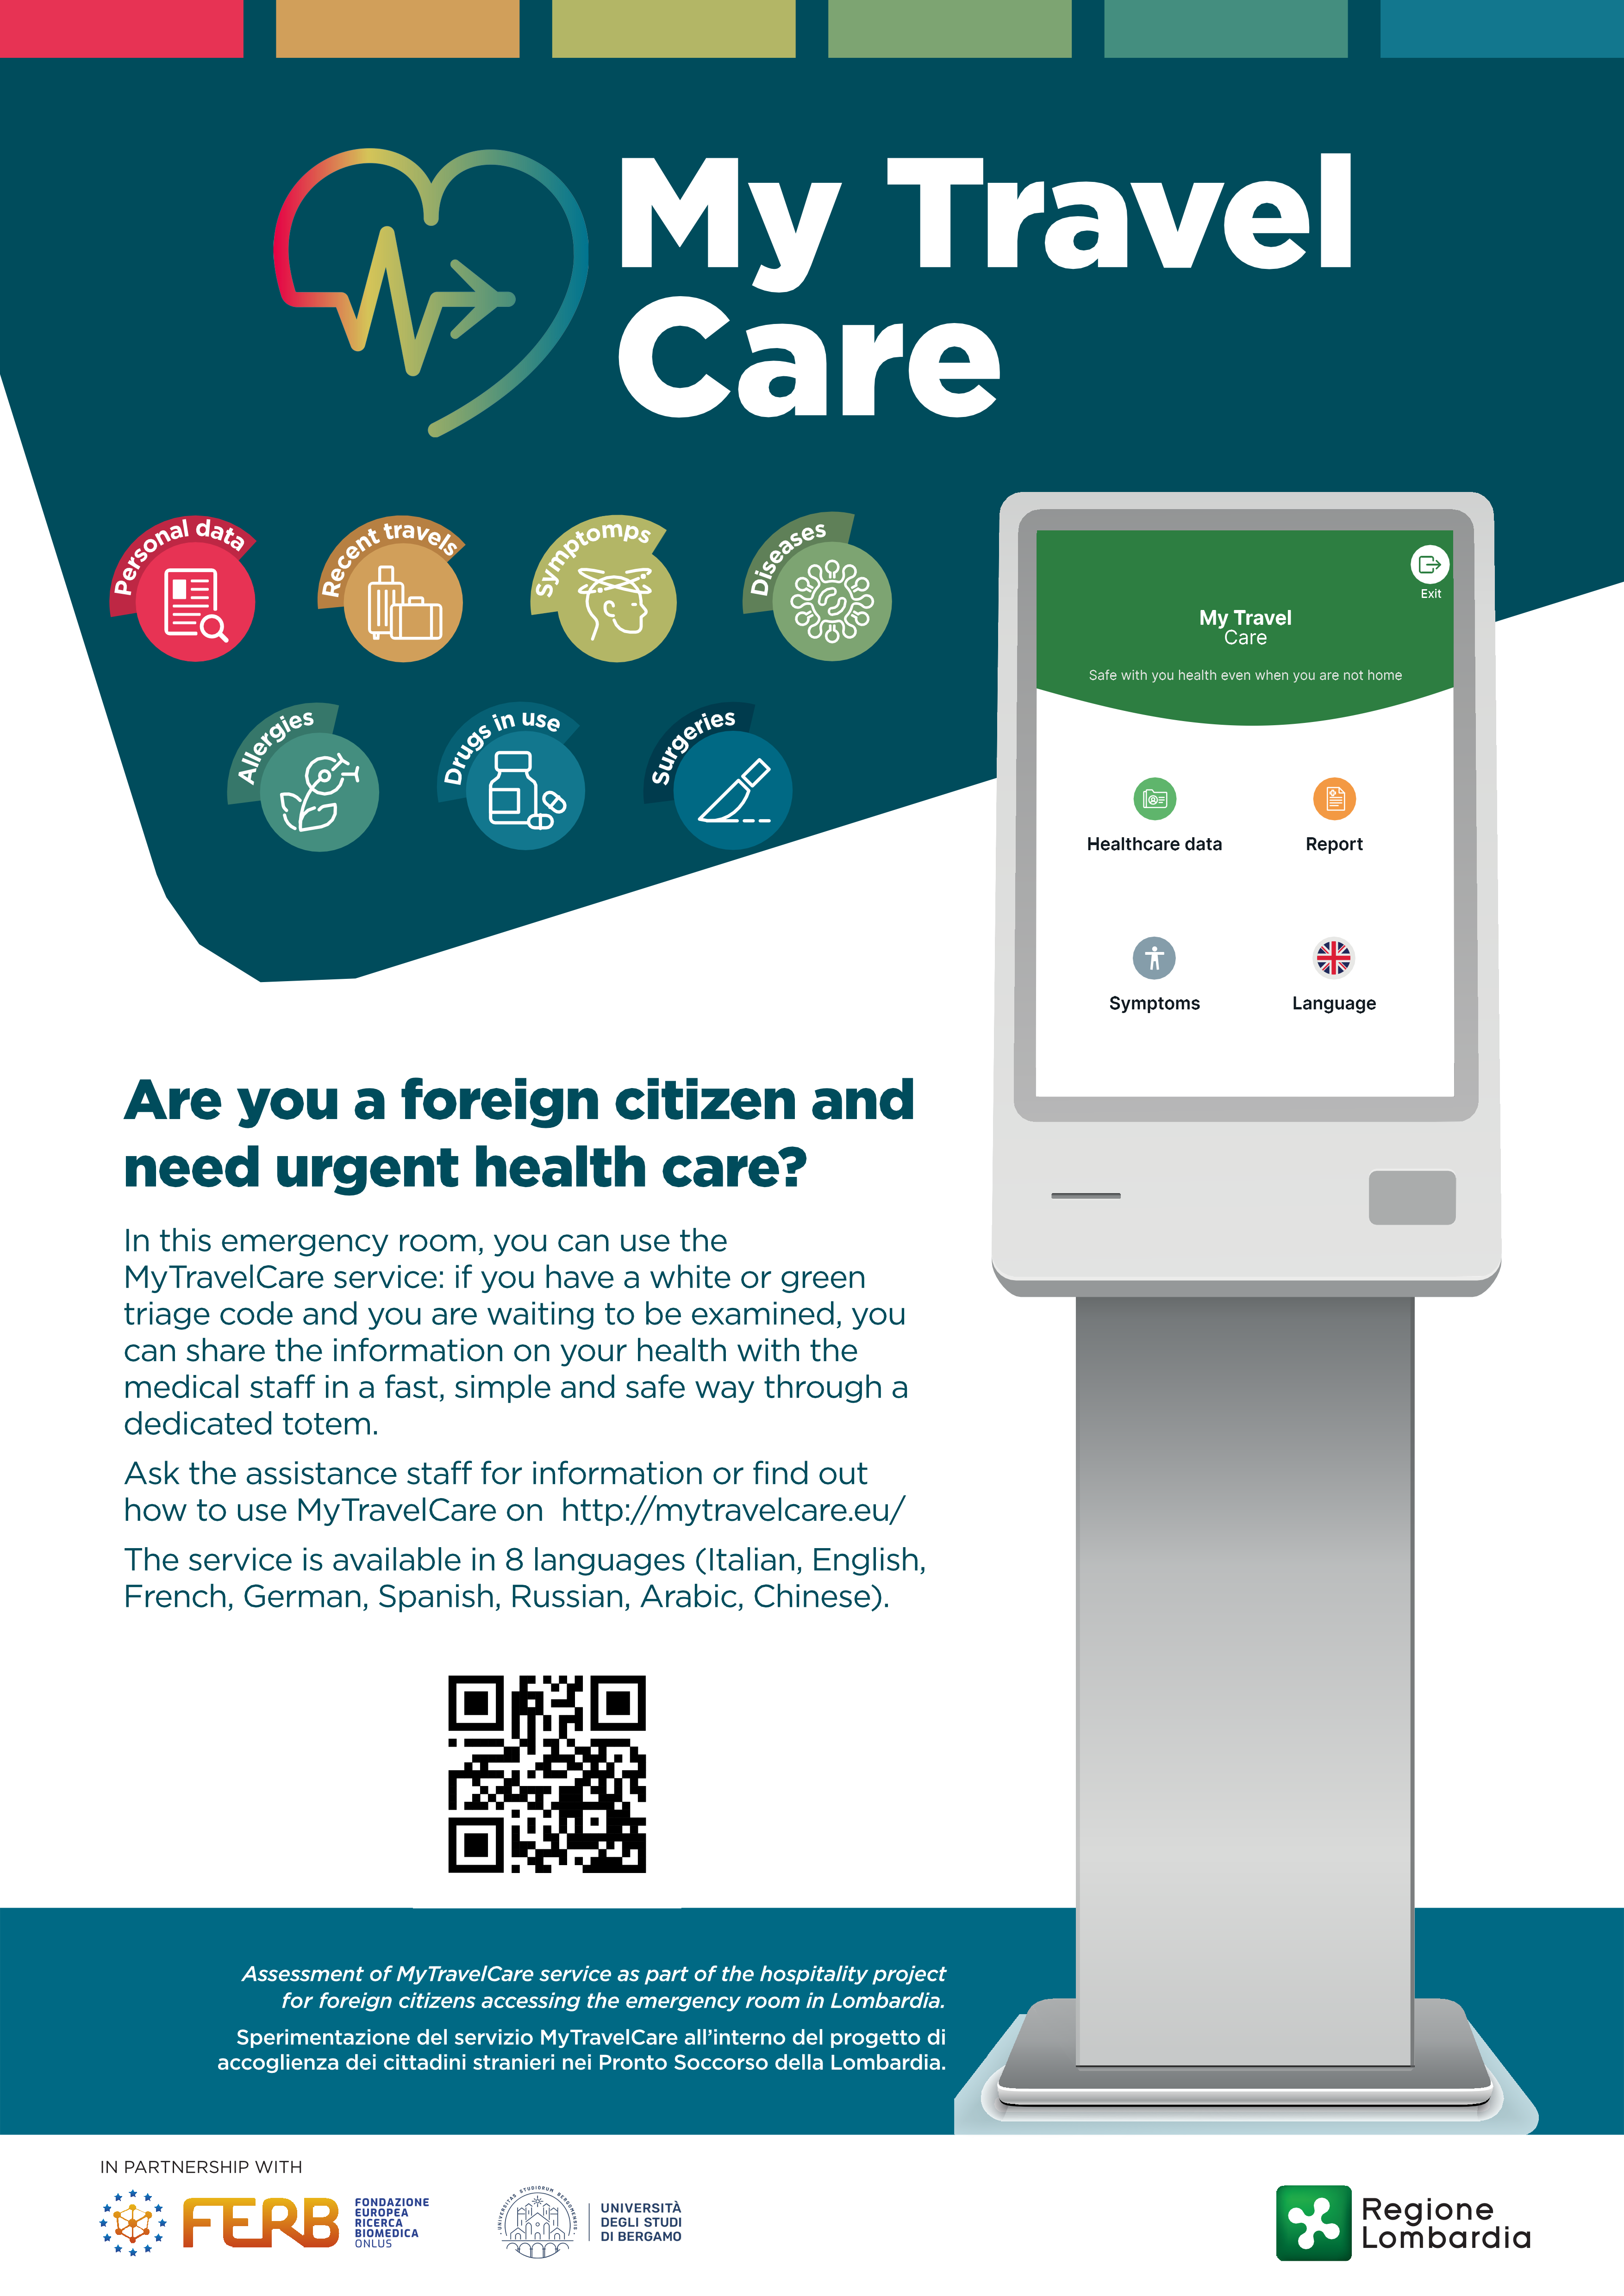 My Travel
Care
Personal data
Recent travels
Symptomps
Diseases
Allergies
Drugs in use
Surgeries
Exit
My Travel
Care
Safe with you health even when you are not home
Healthcare data
Report
Symptoms
Language
Are you a foreign citizen and
need urgent health care?
In this emergency room, you can use the
MyTravelCare service: if you have a white or green
triage code and you are waiting to be examined, you
can share the information on your health with the
medical staff in a fast, simple and safe way through a
dedicated totem.
Ask the assistance staff for information or find out
how to use MyTravelCare on http://mytravelcare.eu/
The service is available in 8 languages (Italian, English,
French, German, Spanish, Russian, Arabic, Chinese).
Assessment of MyTravelCare service as part of the hospitality project
for foreign citizens accessing the emergency room in Lombardia.
Sperimentazione del servizio MyTravelCare all'interno del progetto di
accoglienza dei cittadini stranieri nei Pronto Soccorso della Lombardia.
IN PARTNERSHIP WITH
FERB
FONDAZIONE
EUROPEA
RICERCA
BIOMEDICA
ONLUS
UNIVERSITAS STUDIORUM BERGOMENSIS
UNIVERSITÀ
DEGLI STUDI
DI BERGAMO
Regione
Lombardia